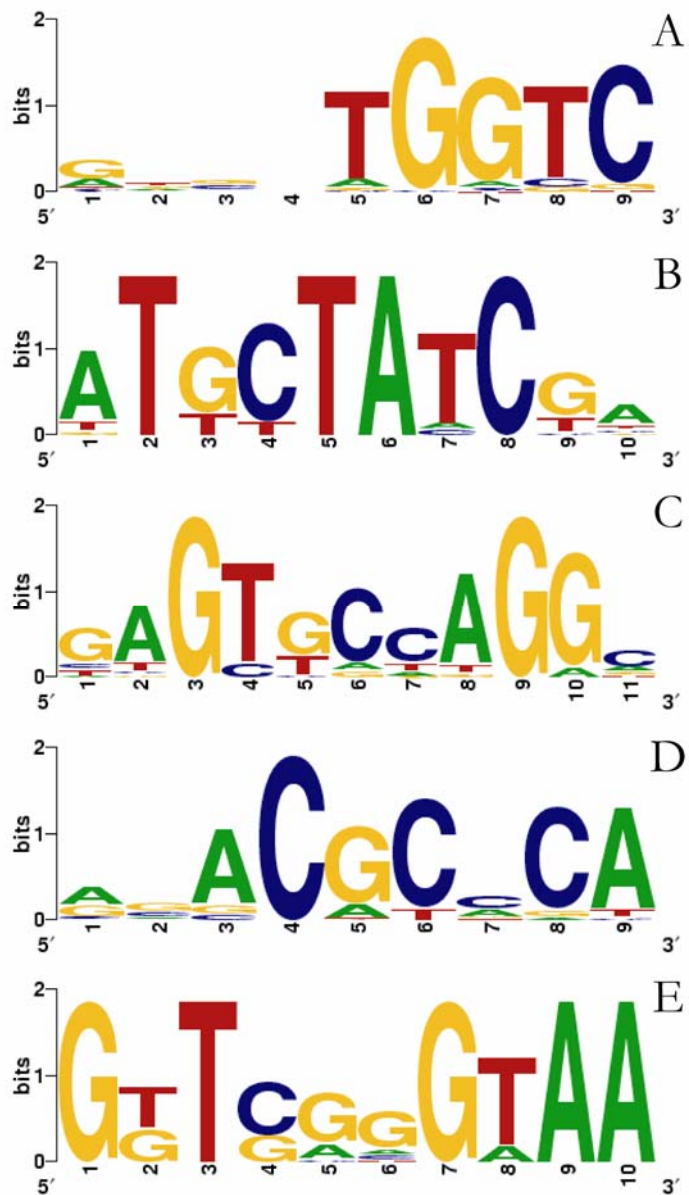 2 A
bits
1
G T G G T C
0
1 2 3 4 5 6 7 8 9
5′ 3′
2 B
bits
1
A T G C T A T C G A
0
1 2 3 4 5 6 7 8 9 10
5′ 3′
2 C
bits
1
G A G T G C C A G G C
0
1 2 3 4 5 6 7 8 9 10 11
5′ 3′
2 D
bits
1
A G A C G C C C A
0
1 2 3 4 5 6 7 8 9
5′ 3′
2 E
bits
1
G T T C G G G T A A
G G A A
0
1 2 3 4 5 6 7 8 9 10
5′ 3′